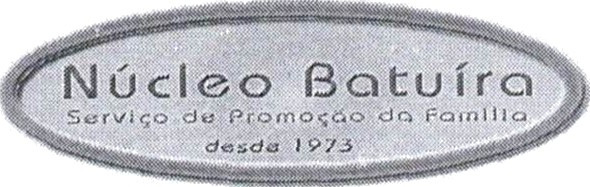 Núcleo Batuíra
Serviço de Promoção da Família
desde 1973